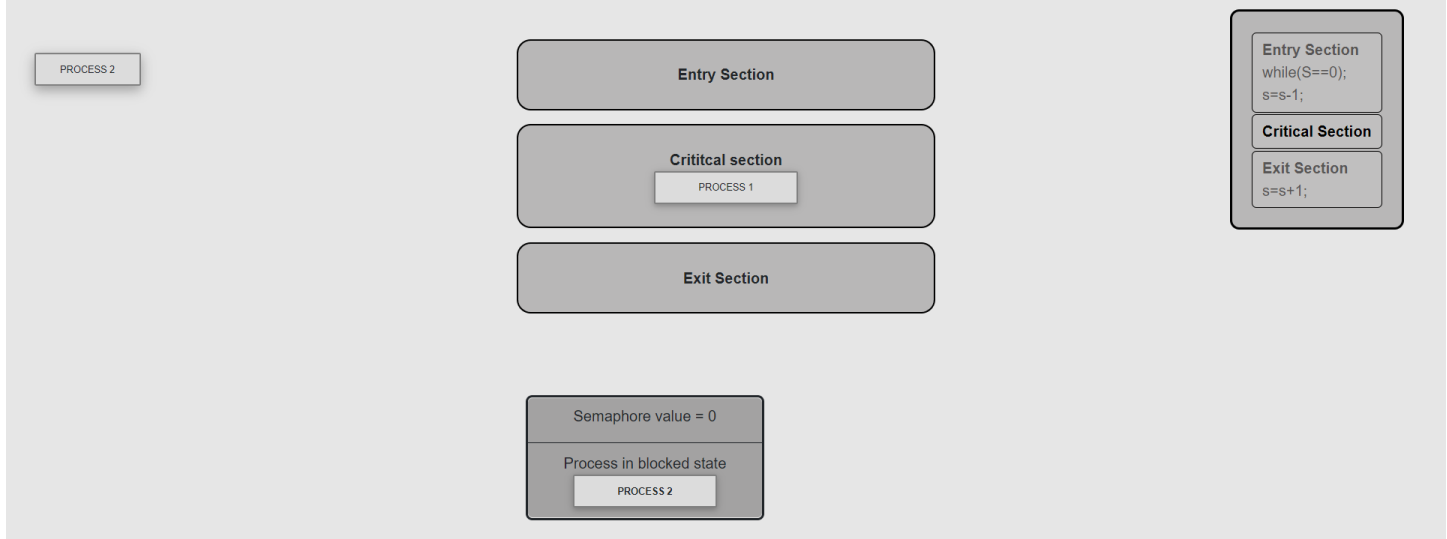 PROCESS 2
Entry Section
Crititcal section
PROCESS 1
Exit Section
Semaphore value = 0
Process in blocked state
PROCESS 2
Entry Section
while(S==0);
s=s-1;
Critical Section
Exit Section
s=s+1;